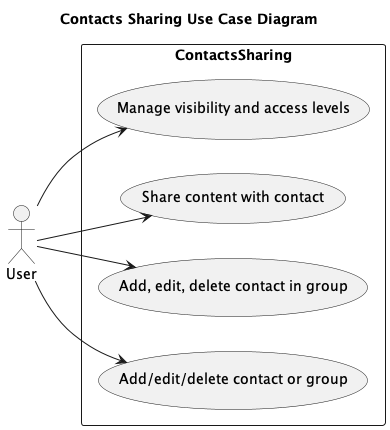 Contacts Sharing Use Case Diagram
ContactsSharing
Manage visibility and access levels
Share content with contact
User
Add, edit, delete contact in group
Add/edit/delete contact or group